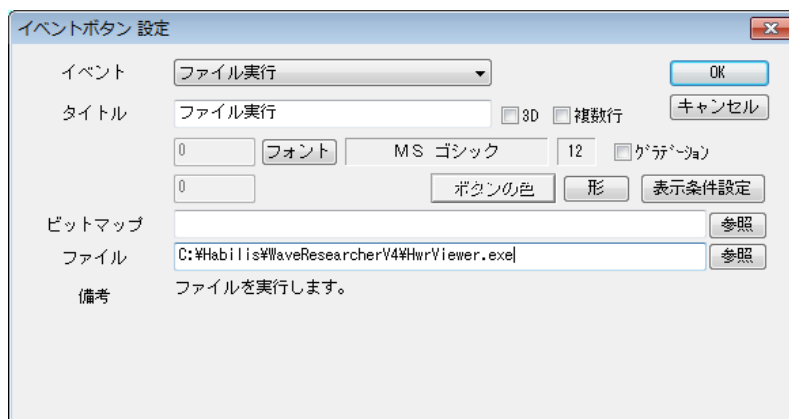 イベントボタン 設定
イベント ファイル実行 OK
タイトル ファイル実行 3D 複数行 キャンセル
0 フォント MS ゴシック 12 グラデーション
0 ボタンの色 形 表示条件設定
ビットマップ 参照
ファイル C:¥Habilis¥WaveResearcherV4¥HwrViewer.exe 参照
備考 ファイルを実行します。